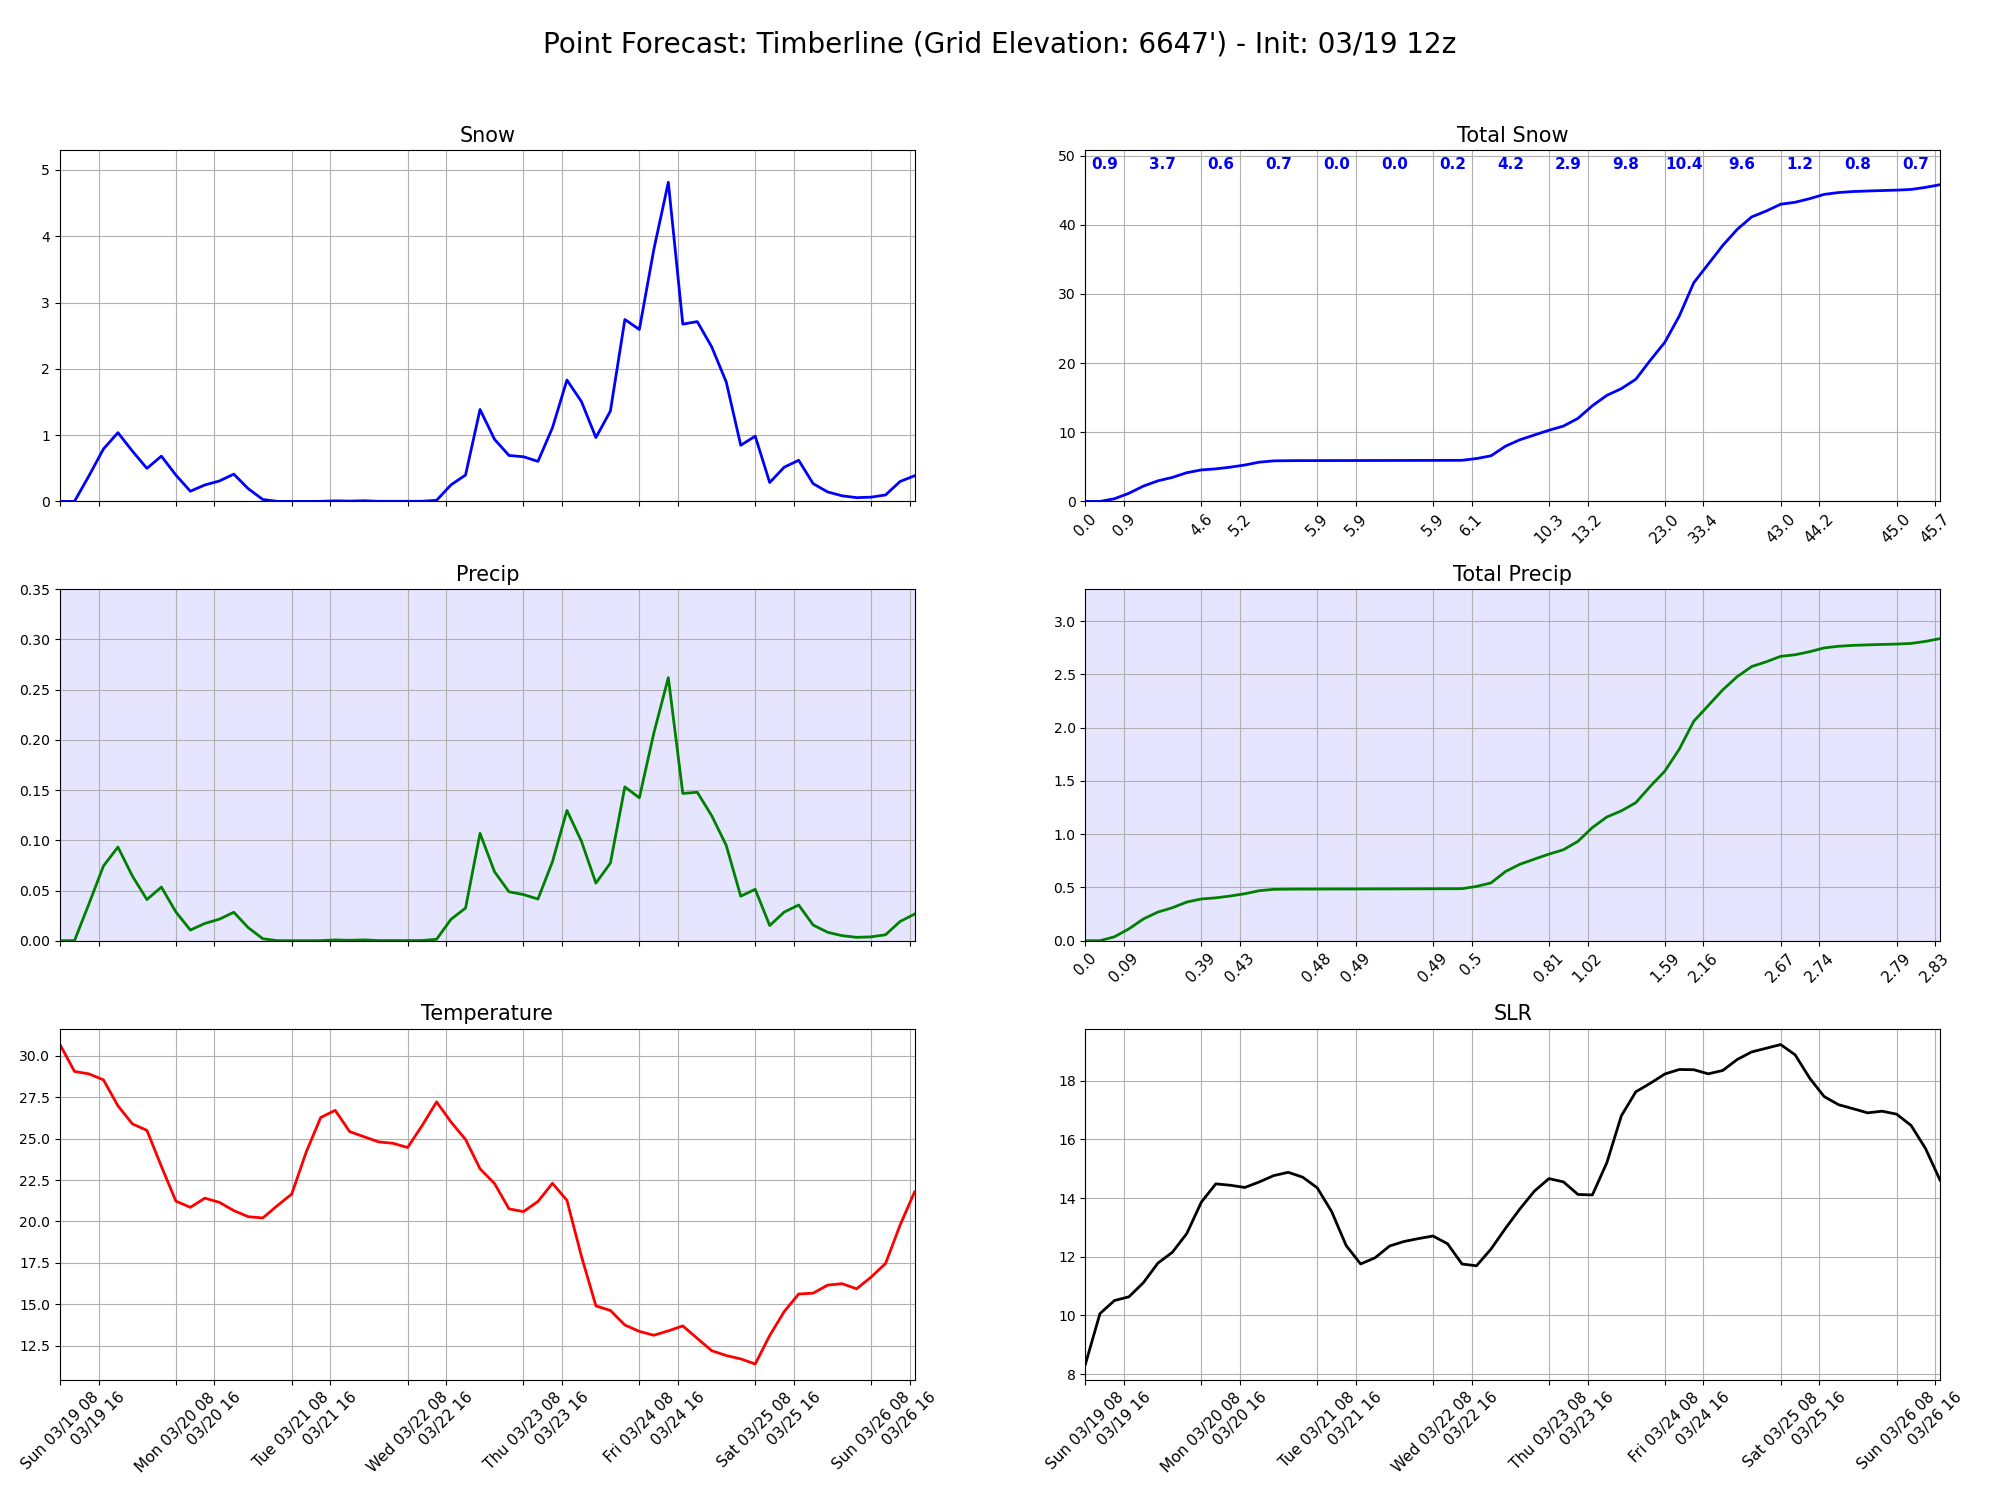 Point Forecast: Timberline (Grid Elevation: 6647') - Init: 03/19 12z
Snow
5
4
3
2
1
0
Total Snow
0.9 3.7 0.6 0.7 0.0 0.0 0.2 4.2 2.9 9.8 10.4 9.6 1.2 0.8 0.7
50
40
30
20
10
0
0.0 0.9 4.6 5.2 5.9 5.9 5.9 6.1 10.3 13.2 23.0 33.4 43.0 44.2 45.0 45.7
Precip
0.35
0.30
0.25
0.20
0.15
0.10
0.05
0.00
Total Precip
3.0
2.5
2.0
1.5
1.0
0.5
0.0
0.0 0.09 0.39 0.43 0.48 0.49 0.49 0.5 0.81 1.02 1.59 2.16 2.67 2.74 2.79 2.83
Temperature
30.0
27.5
25.0
22.5
20.0
17.5
15.0
12.5
Sun 03/19 08
03/19 16
Mon 03/20 08
03/20 16
Tue 03/21 08
03/21 16
Wed 03/22 08
03/22 16
Thu 03/23 08
03/23 16
Fri 03/24 08
03/24 16
Sat 03/25 08
03/25 16
Sun 03/26 08
03/26 16
SLR
18
16
14
12
10
8
Sun 03/19 08
03/19 16
Mon 03/20 08
03/20 16
Tue 03/21 08
03/21 16
Wed 03/22 08
03/22 16
Thu 03/23 08
03/23 16
Fri 03/24 08
03/24 16
Sat 03/25 08
03/25 16
Sun 03/26 08
03/26 16